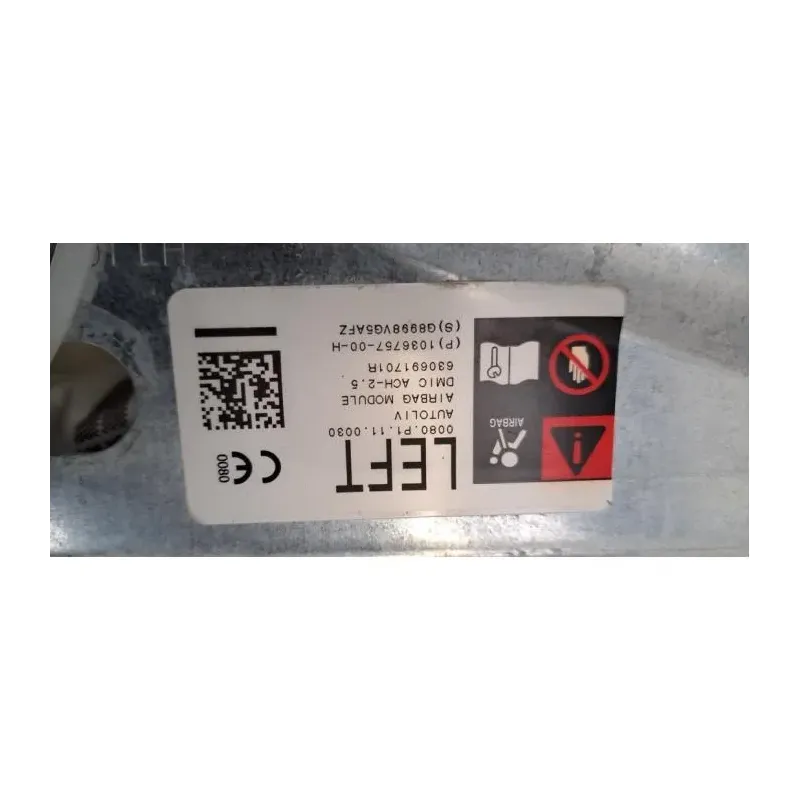 AIRBAG
LEFT
0080.P1.11.0030
AUTOLIV
AIRBAG MODULE
DMIC ACH-2.5
630691701R
(P)1036757-00-H
(S)G8998VG5AFZ
CE
0080